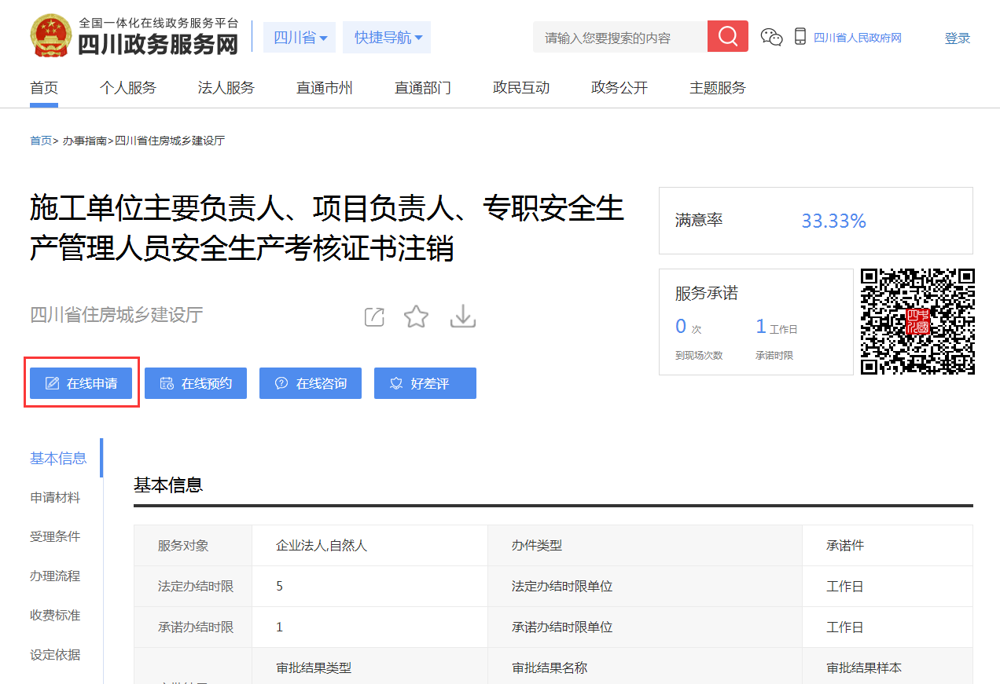 全国一体化在线政务服务平台
四川政务服务网
四川省
快捷导航
请输入您要搜索的内容
四川省人民政府网
登录
首页 个人服务 法人服务 直通市州 直通部门 政民互动 政务公开 主题服务
首页> 办事指南>四川省住房城乡建设厅
施工单位主要负责人、项目负责人、专职安全生
产管理人员安全生产考核证书注销
满意率 33.33%
四川省住房城乡建设厅
服务承诺
0 次 1 工作日
到现场次数 承诺时限
在线申请 在线预约 在线咨询 好差评
基本信息
申请材料
受理条件
办理流程
收费标准
设定依据
基本信息
服务对象 企业法人,自然人 办件类型 承诺件
法定办结时限 5 法定办结时限单位 工作日
承诺办结时限 1 承诺办结时限单位 工作日
审批结果类型 审批结果名称 审批结果样本